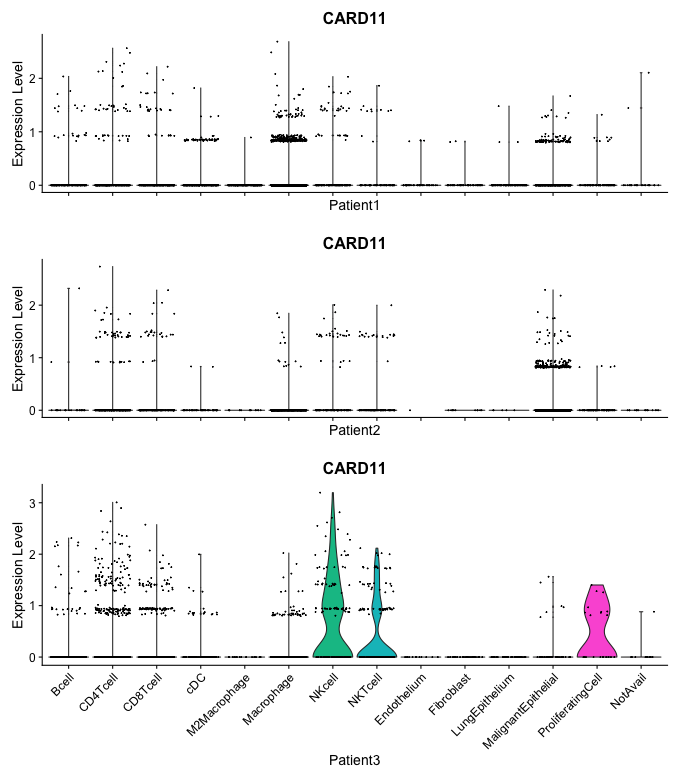 CARD11
Expression Level
2
1
0
Patient1
CARD11
Expression Level
2
1
0
Patient2
CARD11
Expression Level
3
2
1
0
Bcell
CD4Tcell
CD8Tcell
cDC
M2Macrophage
Macrophage
NKcell
NKTcell
Endothelium
Fibroblast
LungEpithelium
MalignantEpithelial
ProliferatingCell
NotAvail
Patient3